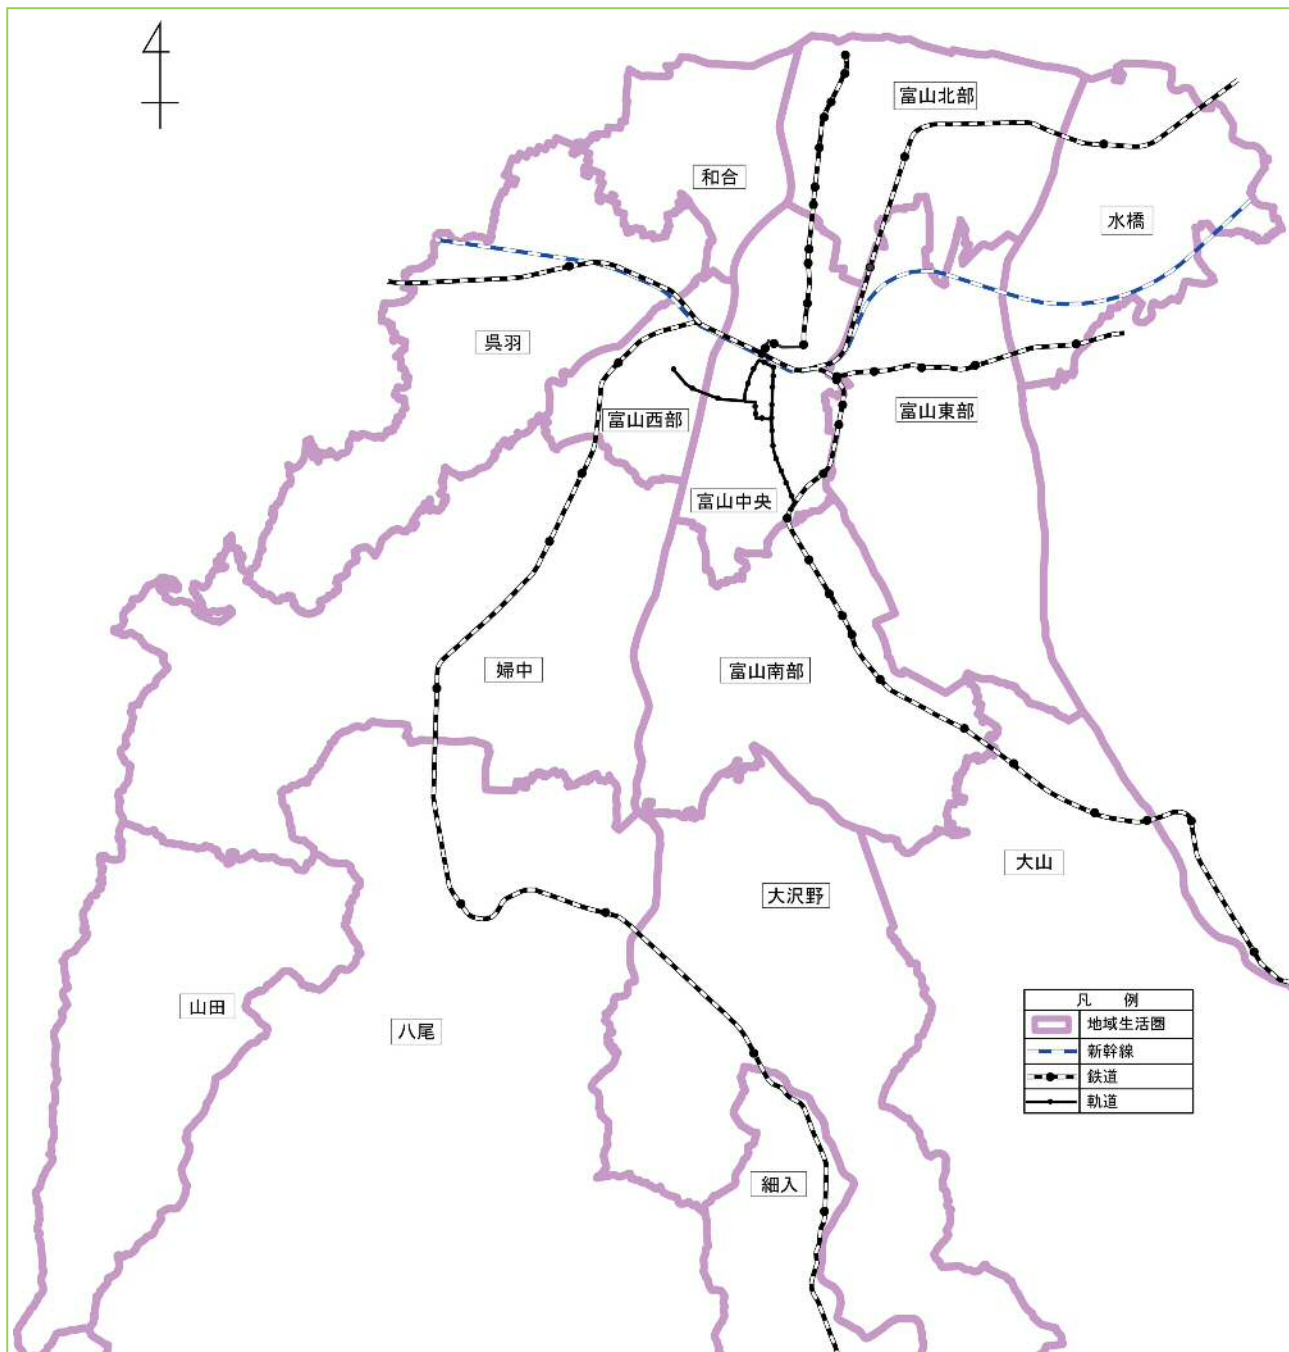 富山北部
和合
水橋
呉羽
富山東部
富山西部
富山中央
婦中
富山南部
大山
大沢野
山田
八尾
凡 例
地域生活圏
新幹線
鉄道
軌道
細入